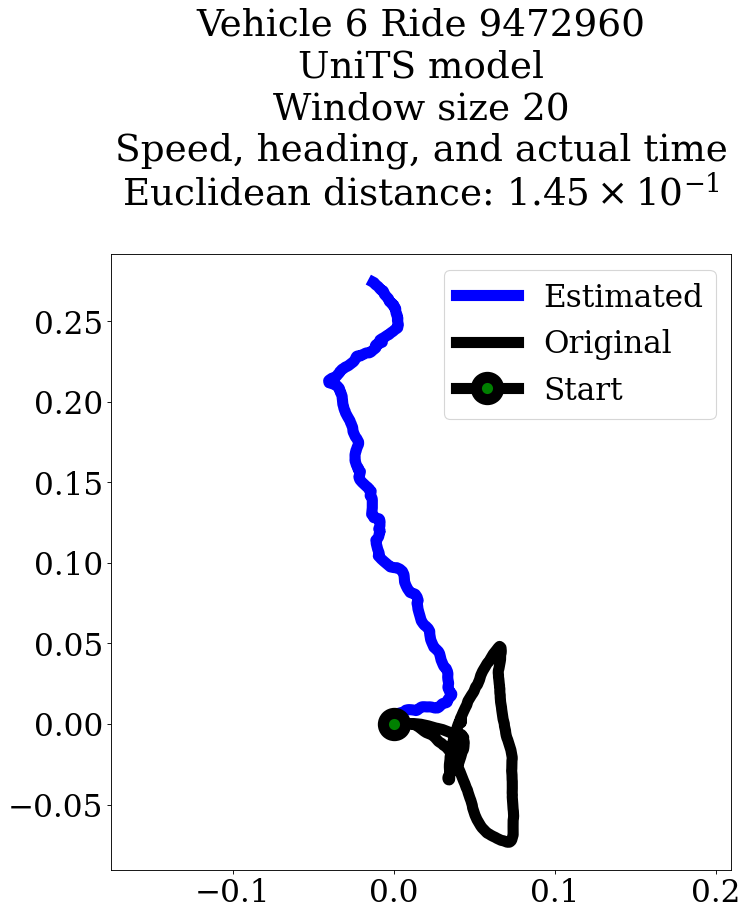 Vehicle 6 Ride 9472960
UniTS model
Window size 20
Speed, heading, and actual time
Euclidean distance: 1.45 × 10⁻¹
Estimated
Original
Start
0.25
0.20
0.15
0.10
0.05
0.00
−0.05
−0.1
0.0
0.1
0.2